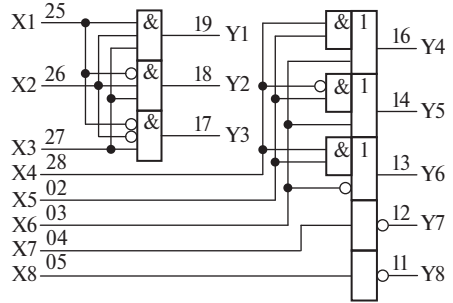 X1 25 & 19 Y1
X2 26 & 18 Y2
X3 27 & 17 Y3
X4 28
X5 02
X6 03
X7 04
X8 05
& 1 16 Y4
& 1 14 Y5
& 1 13 Y6
12 Y7
11 Y8